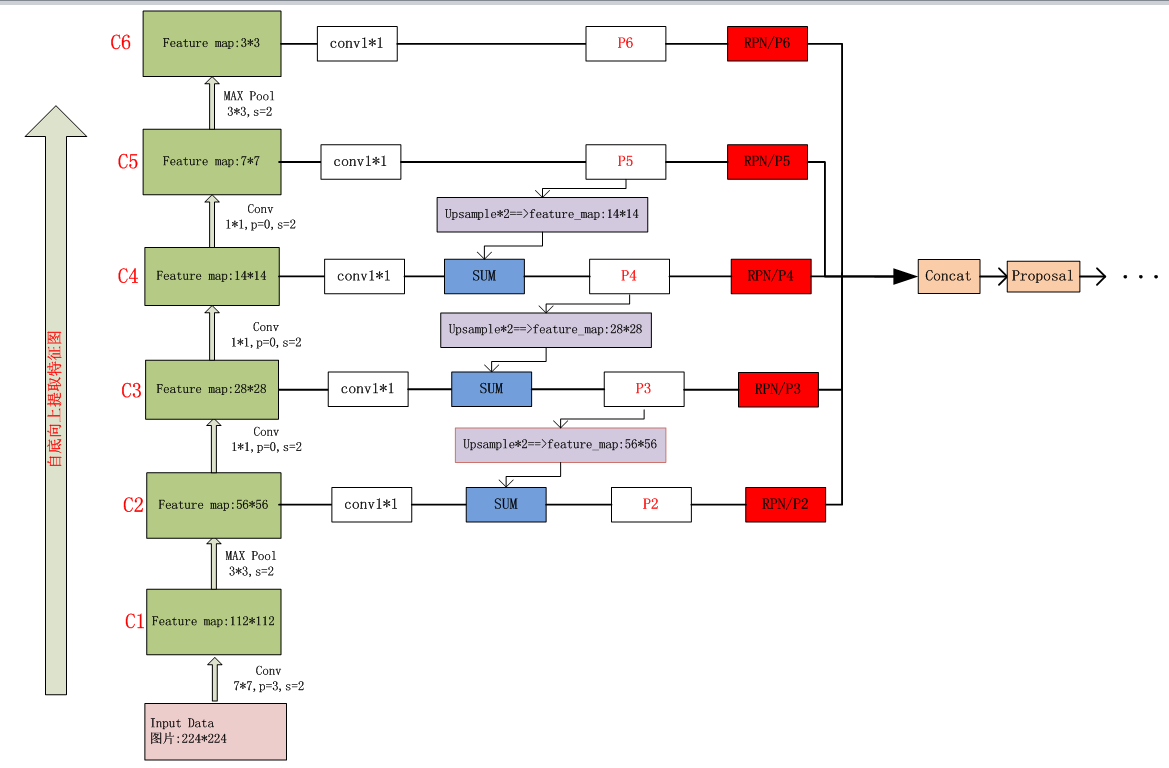 C6
Feature map:3*3
conv1*1
P6
RPN/P6
MAX Pool
3*3,s=2
C5
Feature map:7*7
conv1*1
P5
RPN/P5
Conv
1*1,p=0,s=2
Upsample*2==>feature_map:14*14
C4
Feature map:14*14
conv1*1
SUM
P4
RPN/P4
Concat
Proposal
...
Conv
1*1,p=0,s=2
Upsample*2==>feature_map:28*28
自底向上提取特征图
C3
Feature map:28*28
conv1*1
SUM
P3
RPN/P3
Conv
1*1,p=0,s=2
Upsample*2==>feature_map:56*56
C2
Feature map:56*56
conv1*1
SUM
P2
RPN/P2
MAX Pool
3*3,s=2
C1
Feature map:112*112
Conv
7*7,p=3,s=2
Input Data
图片:224*224